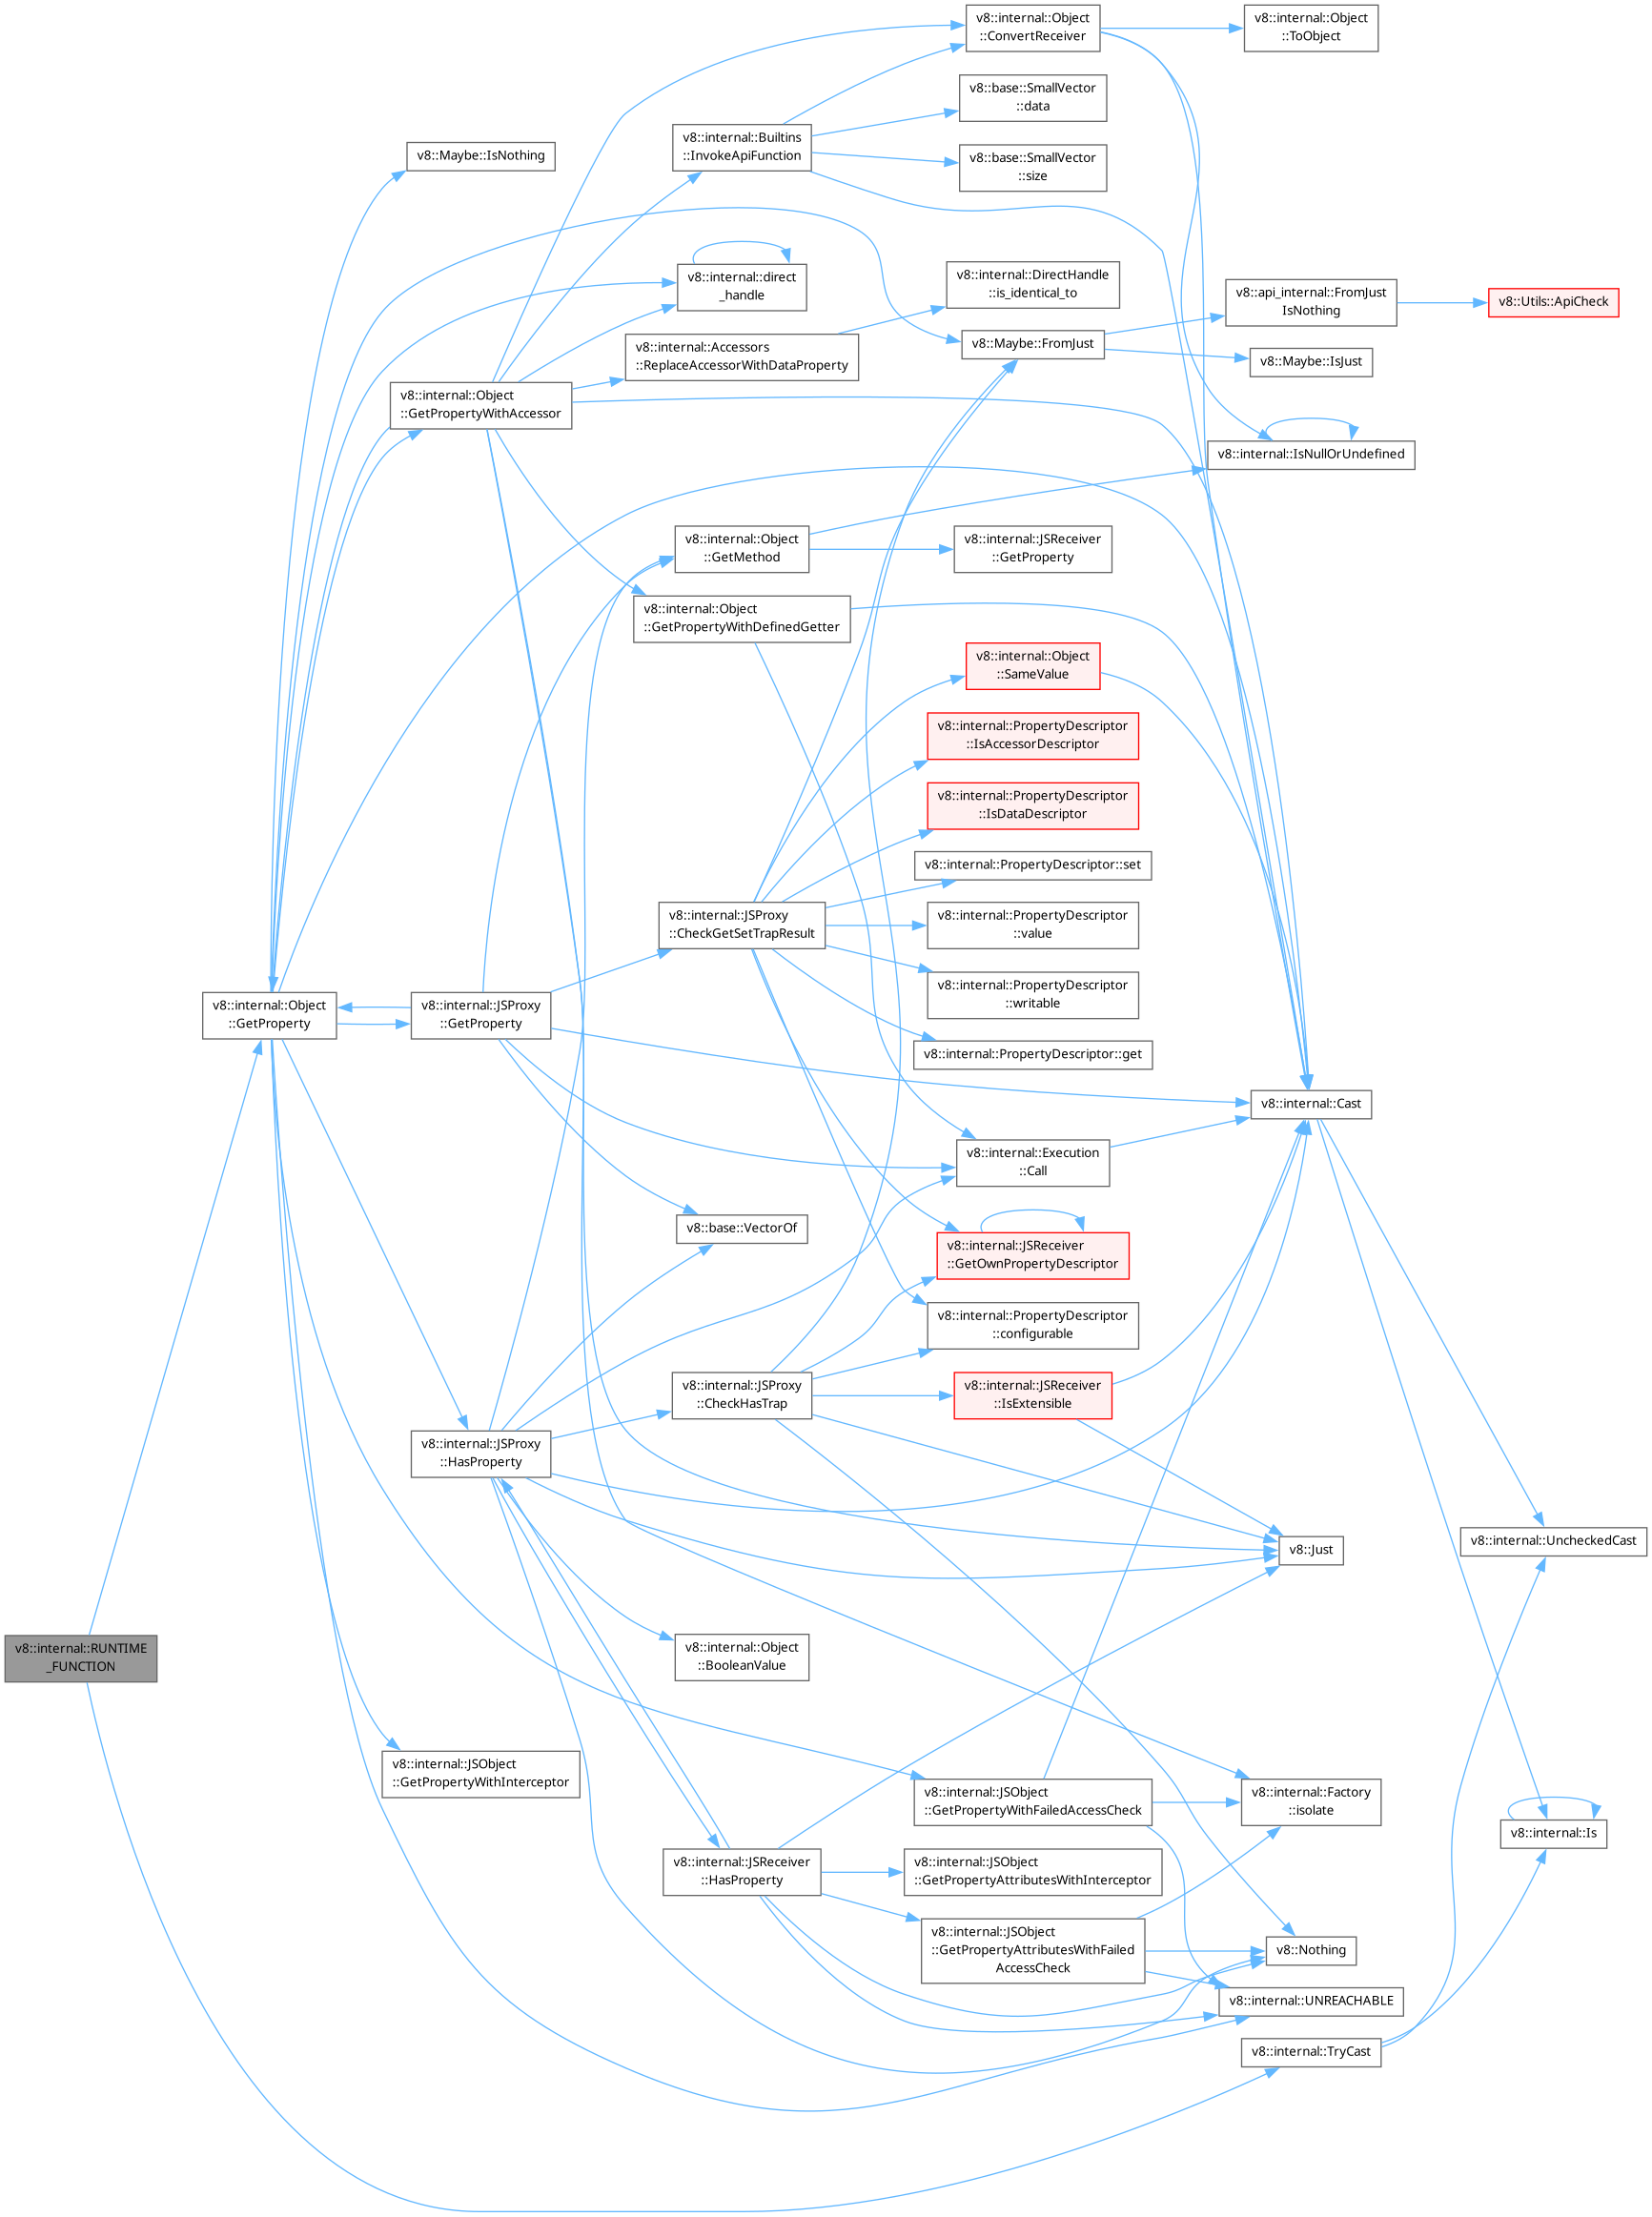 v8::internal::Object
::ConvertReceiver
v8::internal::Object
::ToObject
v8::base::SmallVector
::data
v8::internal::Builtins
::InvokeApiFunction
v8::Maybe::IsNothing
v8::base::SmallVector
::size
v8::internal::direct
_handle
v8::internal::DirectHandle
::is_identical_to
v8::api_internal::FromJust
IsNothing
v8::Utils::ApiCheck
v8::internal::Accessors
::ReplaceAccessorWithDataProperty
v8::Maybe::FromJust
v8::Maybe::IsJust
v8::internal::Object
::GetPropertyWithAccessor
v8::internal::IsNullOrUndefined
v8::internal::Object
::GetMethod
v8::internal::JSReceiver
::GetProperty
v8::internal::Object
::GetPropertyWithDefinedGetter
v8::internal::Object
::SameValue
v8::internal::PropertyDescriptor
::IsAccessorDescriptor
v8::internal::PropertyDescriptor
::IsDataDescriptor
v8::internal::PropertyDescriptor::set
v8::internal::JSProxy
::CheckGetSetTrapResult
v8::internal::PropertyDescriptor
::value
v8::internal::PropertyDescriptor
::writable
v8::internal::Object
::GetProperty
v8::internal::JSProxy
::GetProperty
v8::internal::PropertyDescriptor::get
v8::internal::Cast
v8::internal::Execution
::Call
v8::base::VectorOf
v8::internal::JSReceiver
::GetOwnPropertyDescriptor
v8::internal::PropertyDescriptor
::configurable
v8::internal::JSProxy
::CheckHasTrap
v8::internal::JSReceiver
::IsExtensible
v8::internal::JSProxy
::HasProperty
v8::Just
v8::internal::UncheckedCast
v8::internal::RUNTIME
_FUNCTION
v8::internal::Object
::BooleanValue
v8::internal::JSObject
::GetPropertyWithInterceptor
v8::internal::JSObject
::GetPropertyWithFailedAccessCheck
v8::internal::Factory
::isolate
v8::internal::Is
v8::internal::JSReceiver
::HasProperty
v8::internal::JSObject
::GetPropertyAttributesWithInterceptor
v8::internal::JSObject
::GetPropertyAttributesWithFailed
AccessCheck
v8::Nothing
v8::internal::UNREACHABLE
v8::internal::TryCast